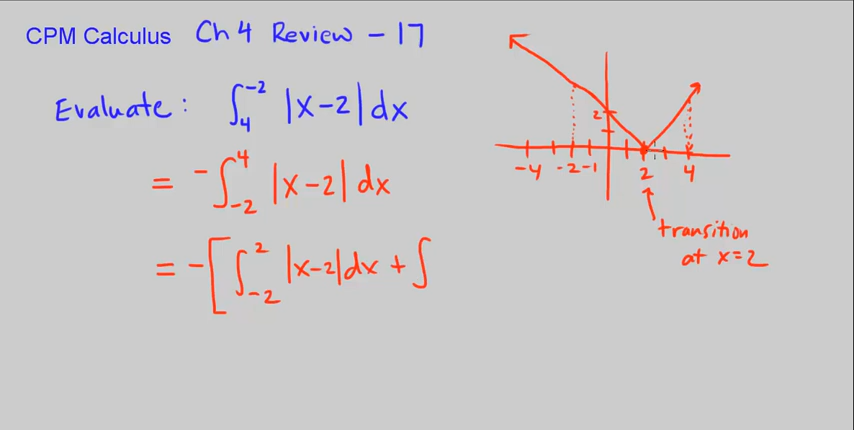 CPM Calculus Ch 4 Review - 17
Evaluate: ∫₄⁻² |x-2| dx
= -∫₋₂⁴ |x-2| dx
= -[∫₋₂² |x-2| dx + ∫
2
-4 -2 -1 2 4
transition
at x=2